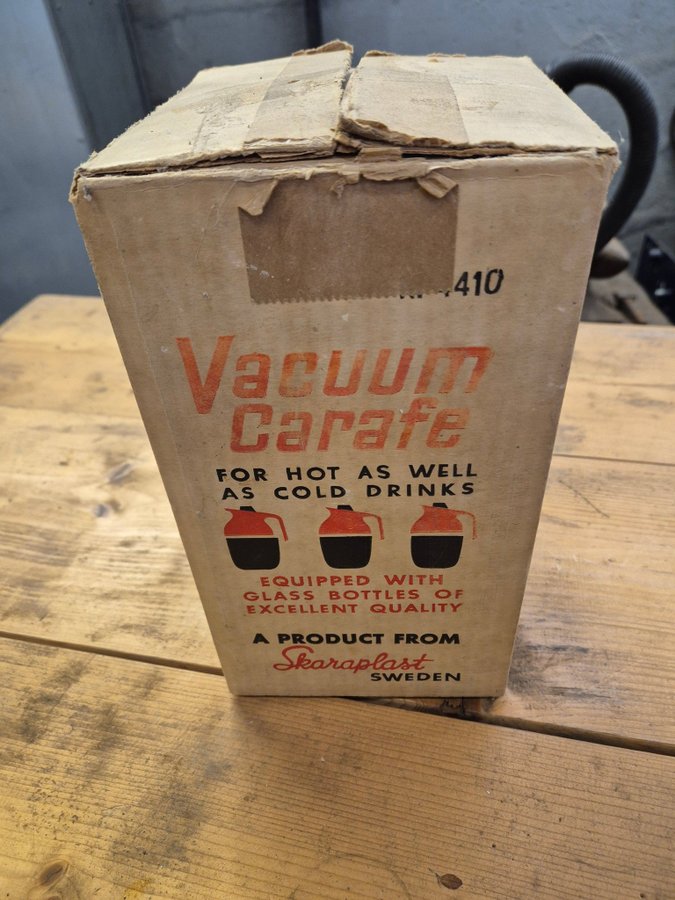 410
Vacuum
Carafe
FOR HOT AS WELL
AS COLD DRINKS
EQUIPPED WITH
GLASS BOTTLES OF
EXCELLENT QUALITY
A PRODUCT FROM
Skaraplast
SWEDEN